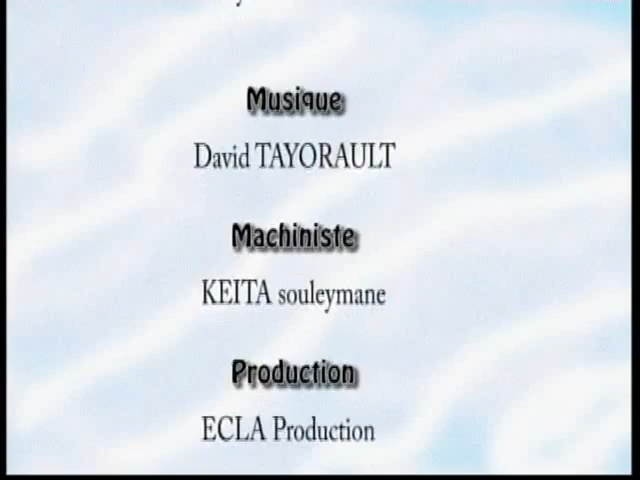 Musique
David TAYORAULT
Machiniste
KEITA souleymane
Production
ECLA Production